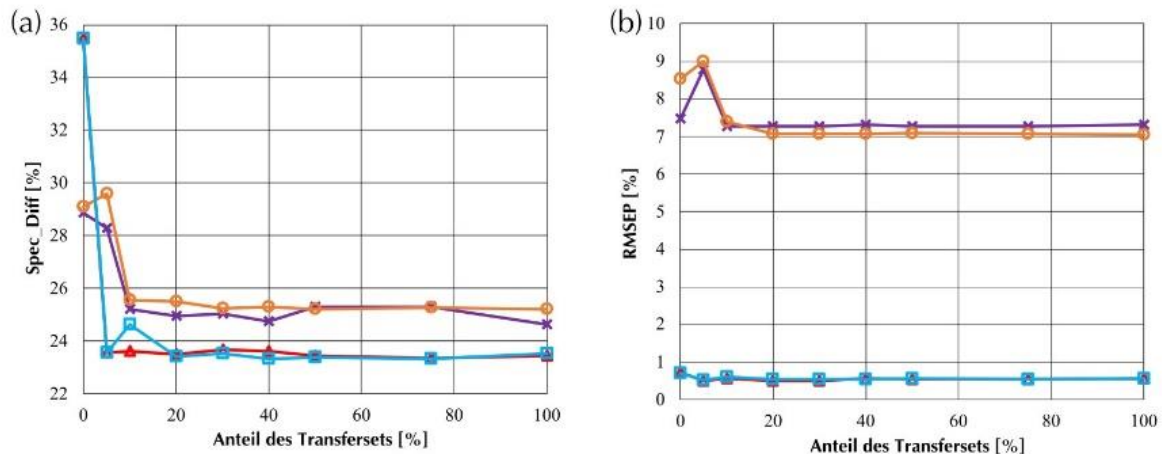 (a)
36
34
32
30
28
26
24
22
Spec_Diff [%]
0 20 40 60 80 100
Anteil des Transfersets [%]
(b)
10
9
8
7
6
5
4
3
2
1
0
RMSEP [%]
0 20 40 60 80 100
Anteil des Transfersets [%]